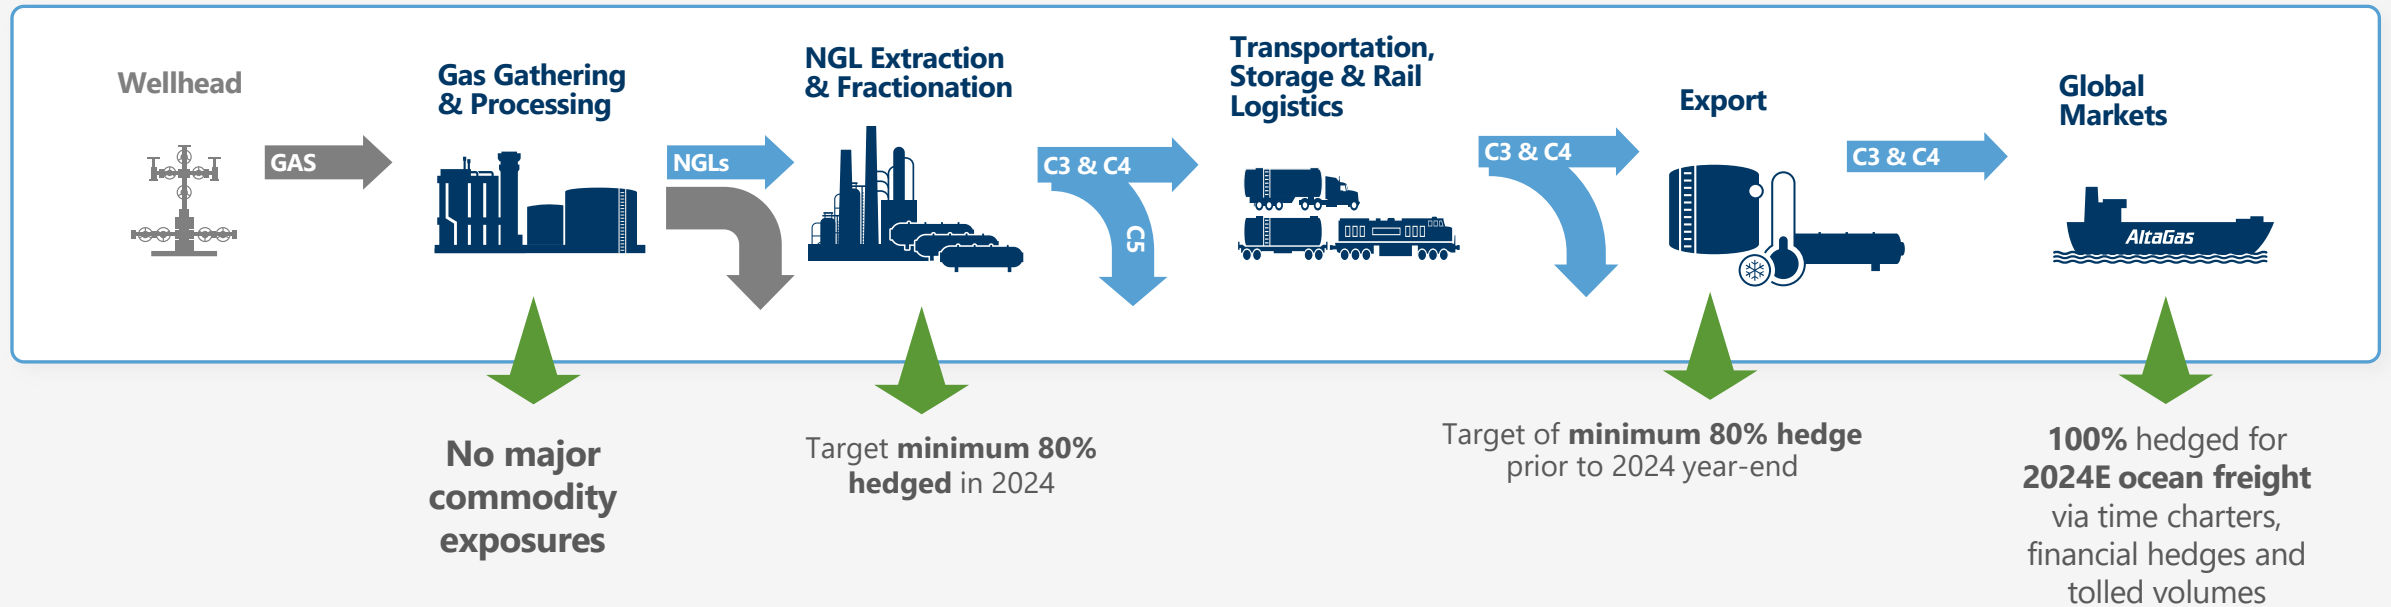 Wellhead
GAS
Gas Gathering
& Processing
NGLs
NGL Extraction
& Fractionation
C3 & C4
C5
Transportation,
Storage & Rail
Logistics
C3 & C4
Export
C3 & C4
Global
Markets
AltaGas
No major
commodity
exposures
Target minimum 80%
hedged in 2024
Target of minimum 80% hedge
prior to 2024 year-end
100% hedged for
2024E ocean freight
via time charters,
financial hedges and
tolled volumes